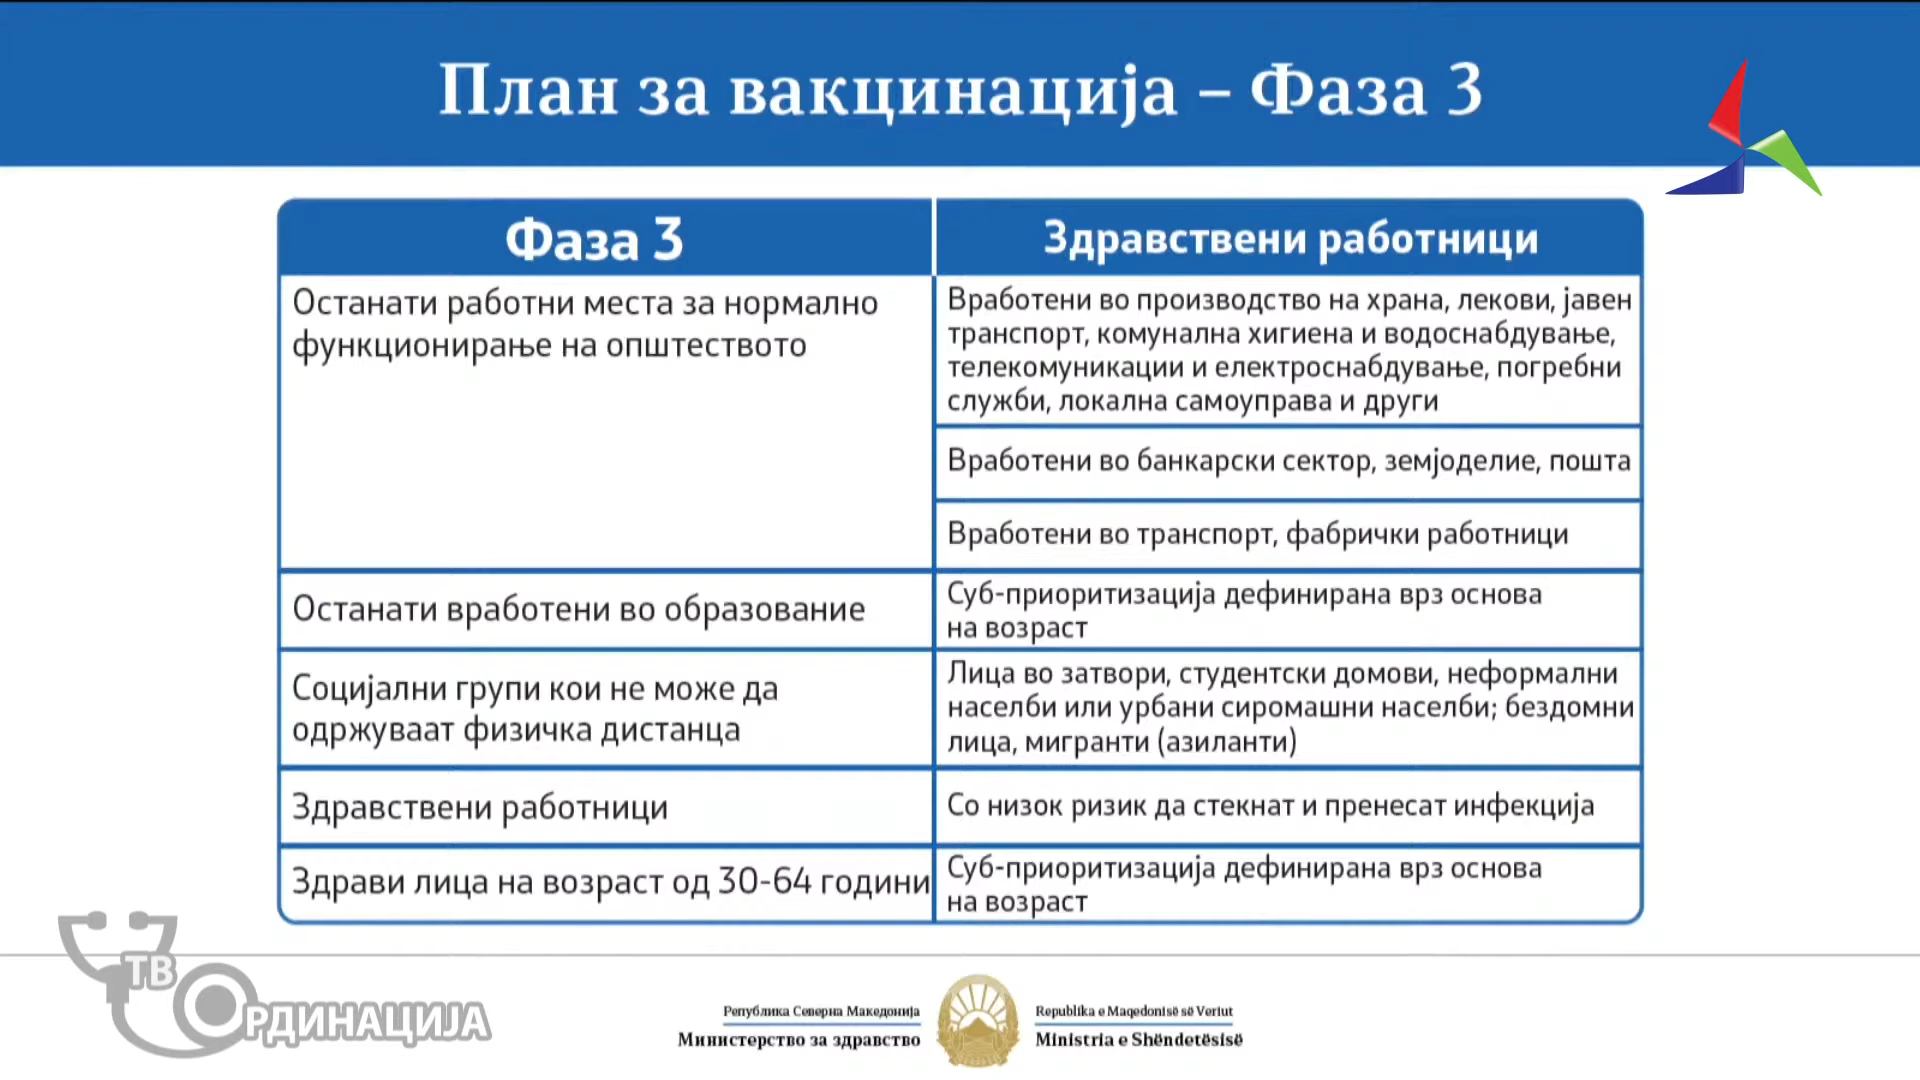 План за вакцинација – Фаза 3
Фаза 3
Здравствени работници
Останати работни места за нормално
функционирање на општеството
Вработени во производство на храна, лекови, јавен
транспорт, комунална хигиена и водоснабдување,
телекомуникации и електроснабдување, погребни
служби, локална самоуправа и други
Вработени во банкарски сектор, земјоделие, пошта
Вработени во транспорт, фабрички работници
Останати вработени во образование
Суб-приоритизација дефинирана врз основа
на возраст
Социјални групи кои не може да
одржуваат физичка дистанца
Лица во затвори, студентски домови, неформални
населби или урбани сиромашни населби; бездомни
лица, мигранти (азиланти)
Здравствени работници
Со низок ризик да стекнат и пренесат инфекција
Здрави лица на возраст од 30-64 години
Суб-приоритизација дефинирана врз основа
на возраст
ТВ
ОРДИНАЦИЈА
Република Северна Македонија
Министерство за здравство
Republika e Maqedonisë së Veriut
Ministria e Shëndetësisë